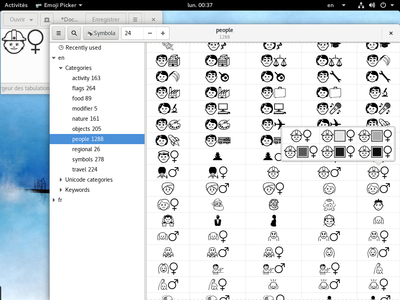 Activités Emoji Picker lun. 00:37 en
Ouvrir *Doc... Enregistrer
Symbola 24 people
1288
geur des tabulation
Recently used
en
Categories
activity 163
flags 264
food 89
modifier 5
nature 161
objects 205
people 1288
regional 26
symbols 278
travel 224
Unicode categories
Keywords
fr